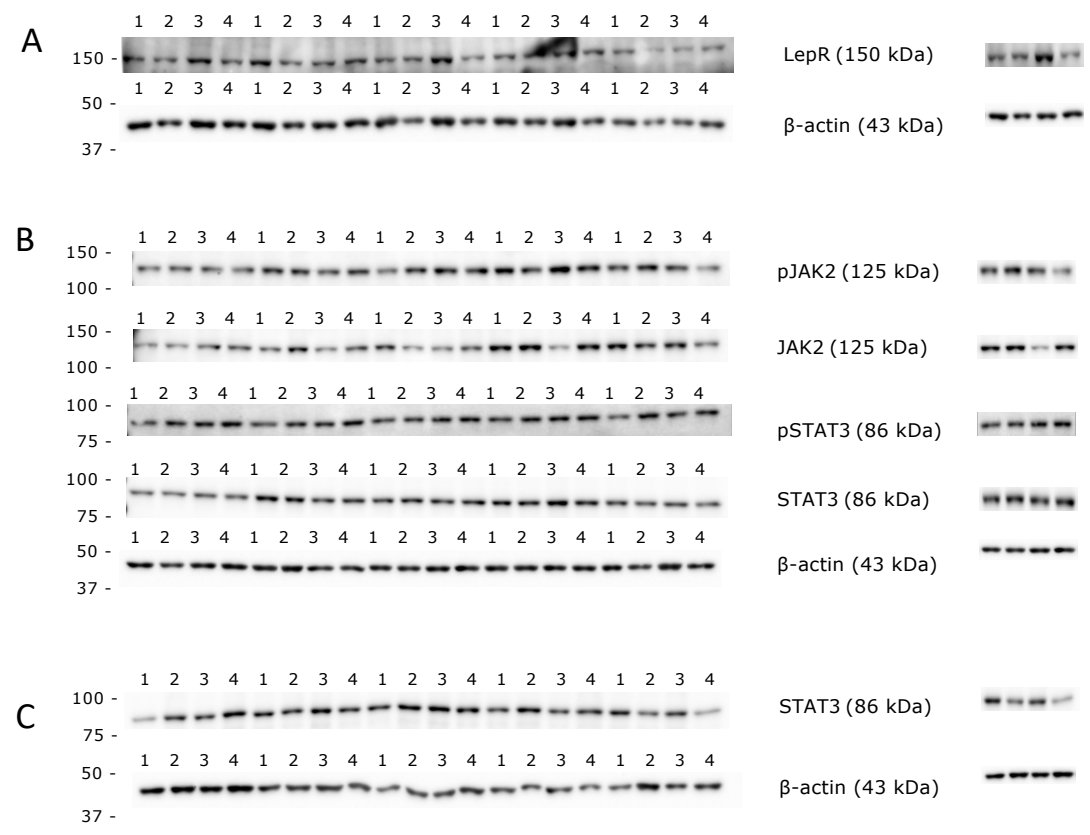 A
1 2 3 4 1 2 3 4 1 2 3 4 1 2 3 4 1 2 3 4
150 -
LepR (150 kDa)
1 2 3 4 1 2 3 4 1 2 3 4 1 2 3 4 1 2 3 4
50 -
β-actin (43 kDa)
37 -
B
1 2 3 4 1 2 3 4 1 2 3 4 1 2 3 4 1 2 3 4
150 -
pJAK2 (125 kDa)
100 -
1 2 3 4 1 2 3 4 1 2 3 4 1 2 3 4 1 2 3 4
150 -
JAK2 (125 kDa)
100 -
1 2 3 4 1 2 3 4 1 2 3 4 1 2 3 4 1 2 3 4
100 -
pSTAT3 (86 kDa)
75 -
1 2 3 4 1 2 3 4 1 2 3 4 1 2 3 4 1 2 3 4
100 -
STAT3 (86 kDa)
75 -
1 2 3 4 1 2 3 4 1 2 3 4 1 2 3 4 1 2 3 4
50 -
β-actin (43 kDa)
37 -
C
1 2 3 4 1 2 3 4 1 2 3 4 1 2 3 4 1 2 3 4
100 -
STAT3 (86 kDa)
75 -
1 2 3 4 1 2 3 4 1 2 3 4 1 2 3 4 1 2 3 4
50 -
β-actin (43 kDa)
37 -